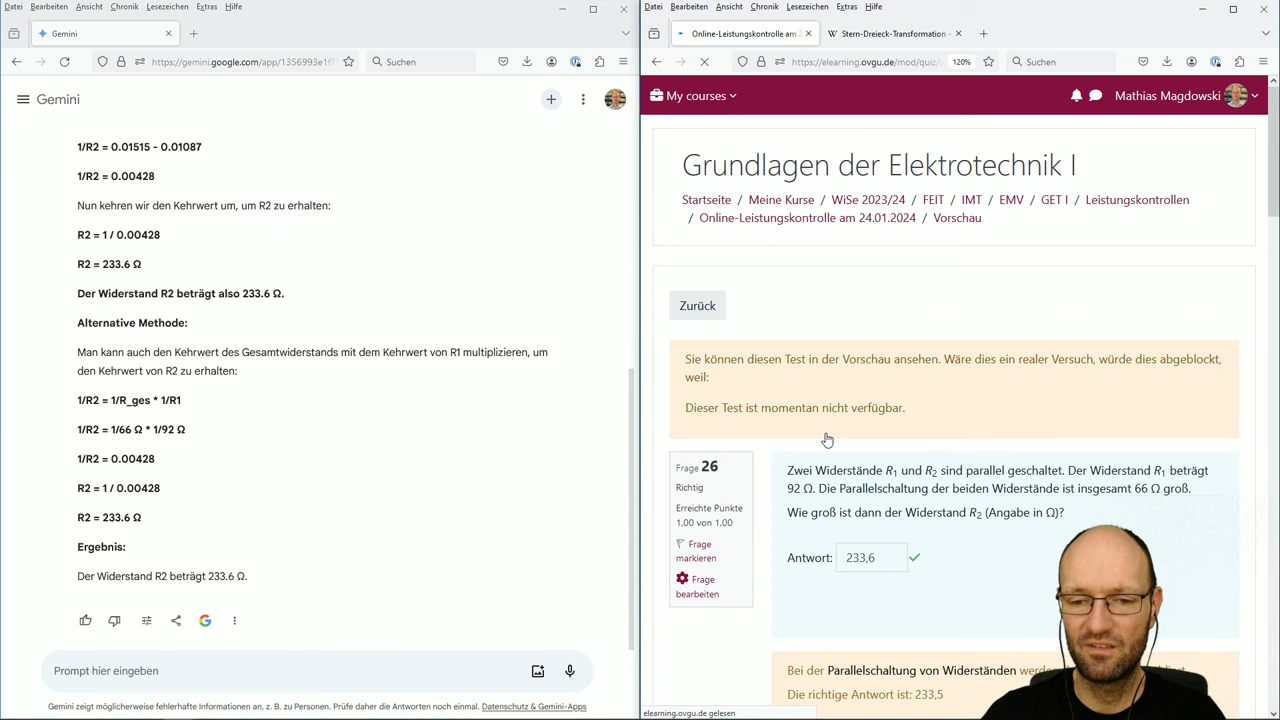 Datei Bearbeiten Ansicht Chronik Lesezeichen Extras Hilfe
Gemini
https://gemini.google.com/app/1356993e1f
Suchen
Gemini
1/R2 = 0.01515 - 0.01087
1/R2 = 0.00428
Nun kehren wir den Kehrwert um, um R2 zu erhalten:
R2 = 1 / 0.00428
R2 = 233.6 Ω
Der Widerstand R2 beträgt also 233.6 Ω.
Alternative Methode:
Man kann auch den Kehrwert des Gesamtwiderstands mit dem Kehrwert von R1 multiplizieren, um
den Kehrwert von R2 zu erhalten:
1/R2 = 1/R_ges * 1/R1
1/R2 = 1/66 Ω * 1/92 Ω
1/R2 = 0.00428
R2 = 1 / 0.00428
R2 = 233.6 Ω
Ergebnis:
Der Widerstand R2 beträgt 233.6 Ω.
Prompt hier eingeben
Gemini zeigt möglicherweise fehlerhafte Informationen an, z. B. zu Personen. Prüfe daher die Antworten noch einmal. Datenschutz & Gemini-Apps
Datei Bearbeiten Ansicht Chronik Lesezeichen Extras Hilfe
Online-Leistungskontrolle am 2
Stern-Dreieck-Transformation –
https://elearning.ovgu.de/mod/quiz/
120%
Suchen
My courses
Mathias Magdowski
Grundlagen der Elektrotechnik I
Startseite / Meine Kurse / WiSe 2023/24 / FEIT / IMT / EMV / GET I / Leistungskontrollen
/ Online-Leistungskontrolle am 24.01.2024 / Vorschau
Zurück
Sie können diesen Test in der Vorschau ansehen. Wäre dies ein realer Versuch, würde dies abgeblockt,
weil:
Dieser Test ist momentan nicht verfügbar.
Frage 26
Richtig
Erreichte Punkte
1,00 von 1,00
Frage
markieren
Frage
bearbeiten
Zwei Widerstände R1 und R2 sind parallel geschaltet. Der Widerstand R1 beträgt
92 Ω. Die Parallelschaltung der beiden Widerstände ist insgesamt 66 Ω groß.
Wie groß ist dann der Widerstand R2 (Angabe in Ω)?
Antwort: 233,6
Bei der Parallelschaltung von Widerständen
Die richtige Antwort ist: 233,5
elearning.ovgu.de gelesen